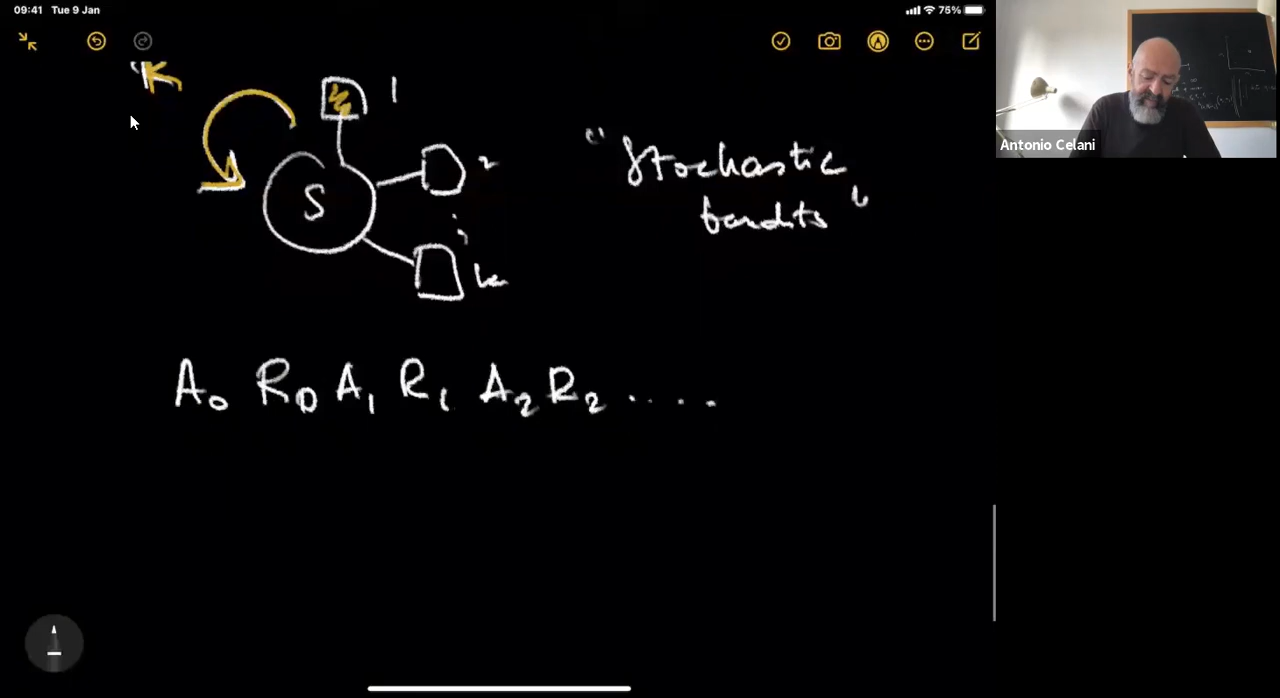 09:41 Tue 9 Jan
75%
K
1
S
2
k
"Stochastic
bandits"
A₀ R₀ A₁ R₁ A₂ R₂ ....
Antonio Celani